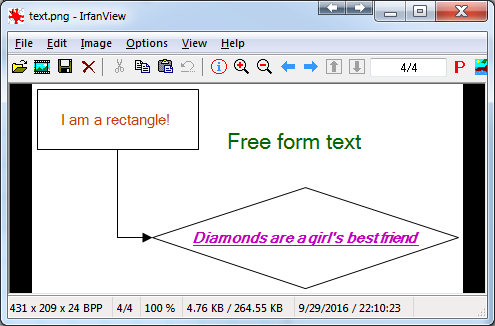 text.png - IrfanView
File Edit Image Options View Help
4/4
I am a rectangle!
Free form text
Diamonds are a girl's best friend
431 x 209 x 24 BPP 4/4 100 % 4.76 KB / 264.55 KB 9/29/2016 / 22:10:23